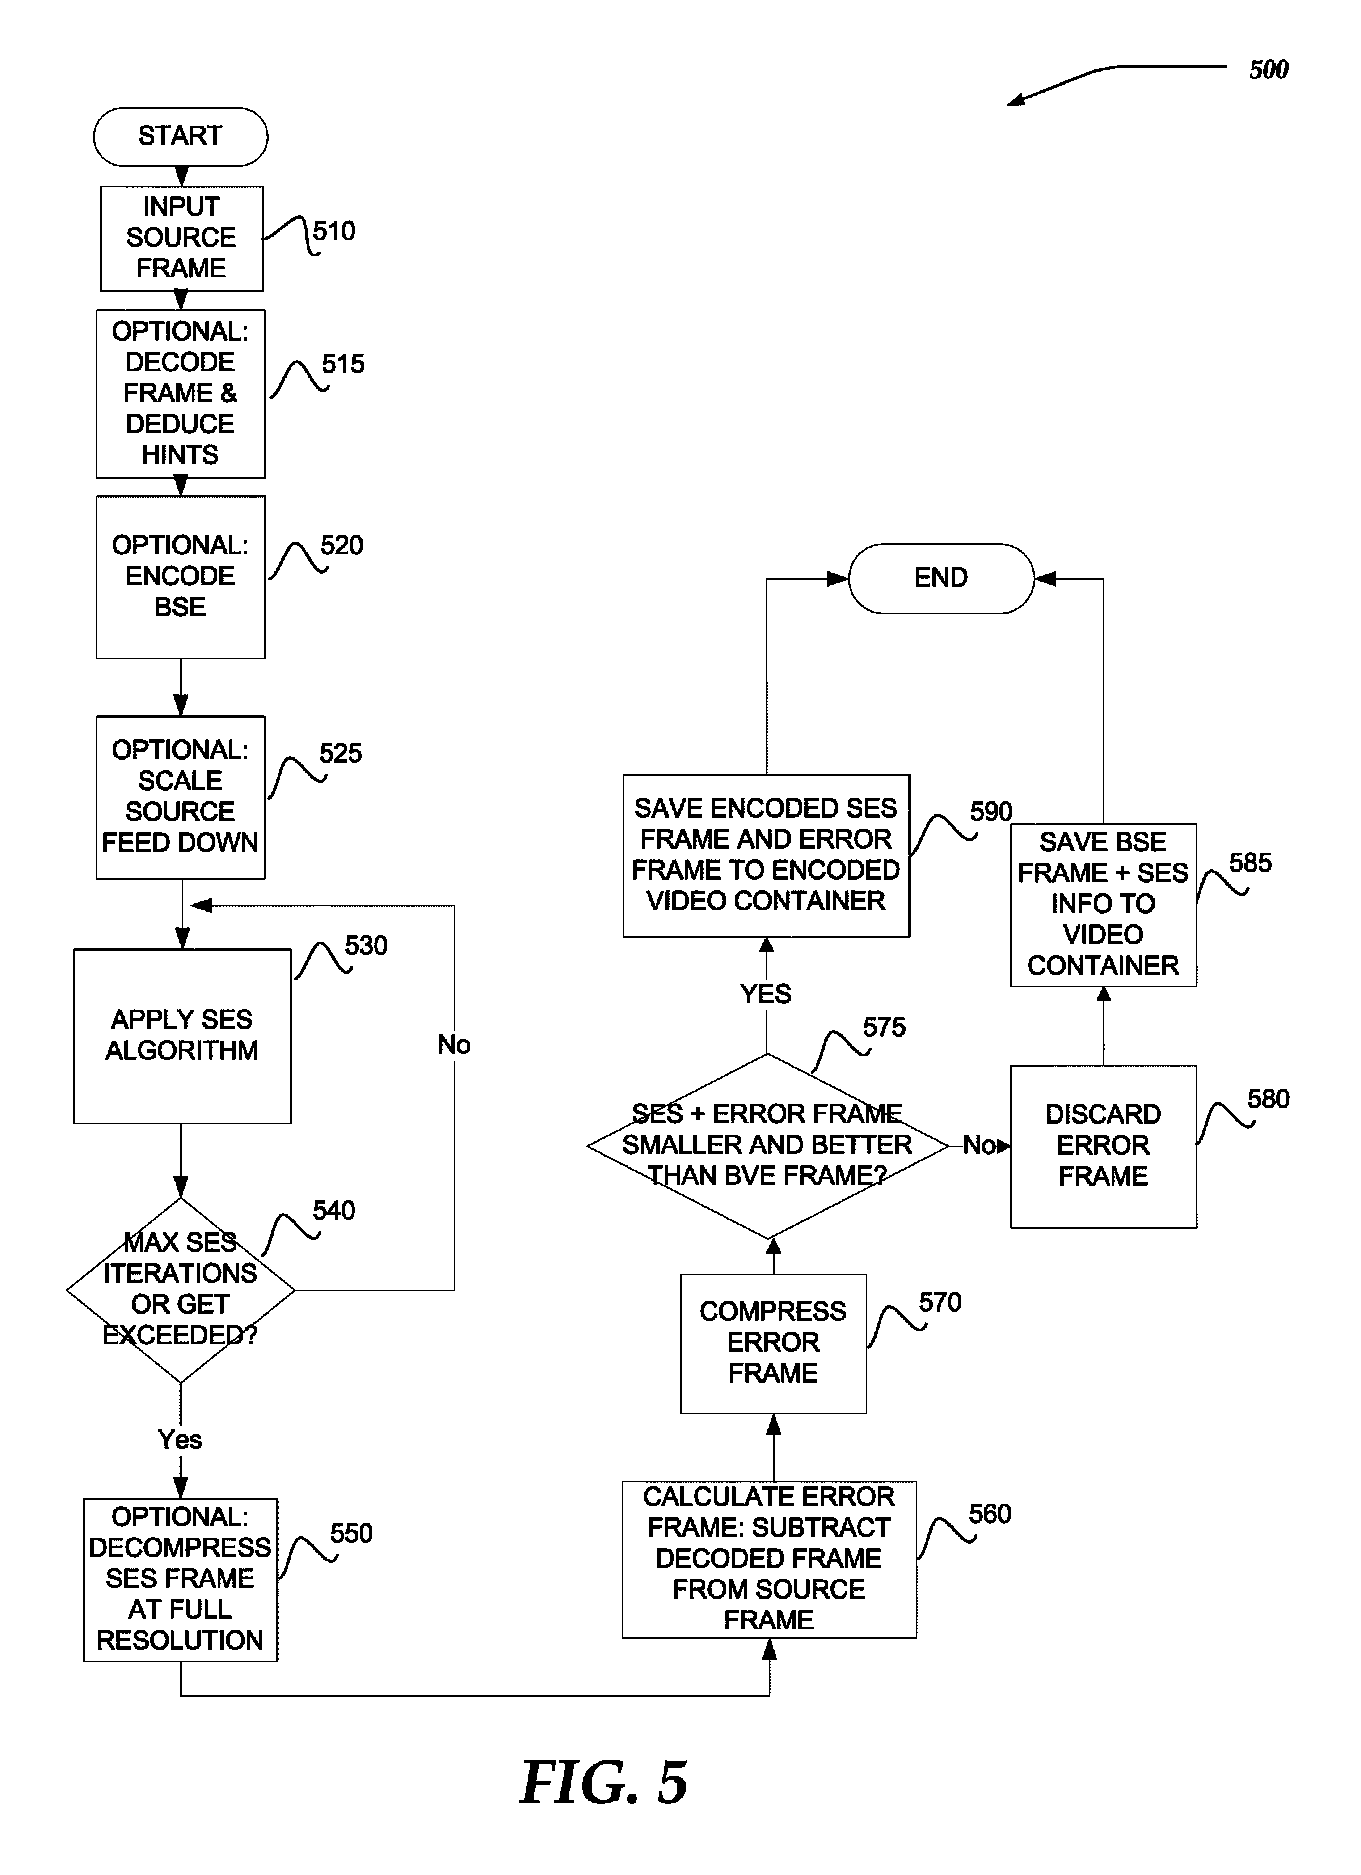 500
START
INPUT
SOURCE
FRAME
510
OPTIONAL:
DECODE
FRAME &
DEDUCE
HINTS
515
OPTIONAL:
ENCODE
BSE
520
OPTIONAL:
SCALE
SOURCE
FEED DOWN
525
APPLY SES
ALGORITHM
530
No
MAX SES
ITERATIONS
OR GET
EXCEEDED?
540
Yes
OPTIONAL:
DECOMPRESS
SES FRAME
AT FULL
RESOLUTION
550
CALCULATE ERROR
FRAME: SUBTRACT
DECODED FRAME
FROM SOURCE
FRAME
560
COMPRESS
ERROR
FRAME
570
SES + ERROR FRAME
SMALLER AND BETTER
THAN BVE FRAME?
575
No
YES
DISCARD
ERROR
FRAME
580
SAVE BSE
FRAME + SES
INFO TO
VIDEO
CONTAINER
585
SAVE ENCODED SES
FRAME AND ERROR
FRAME TO ENCODED
VIDEO CONTAINER
590
END
FIG. 5